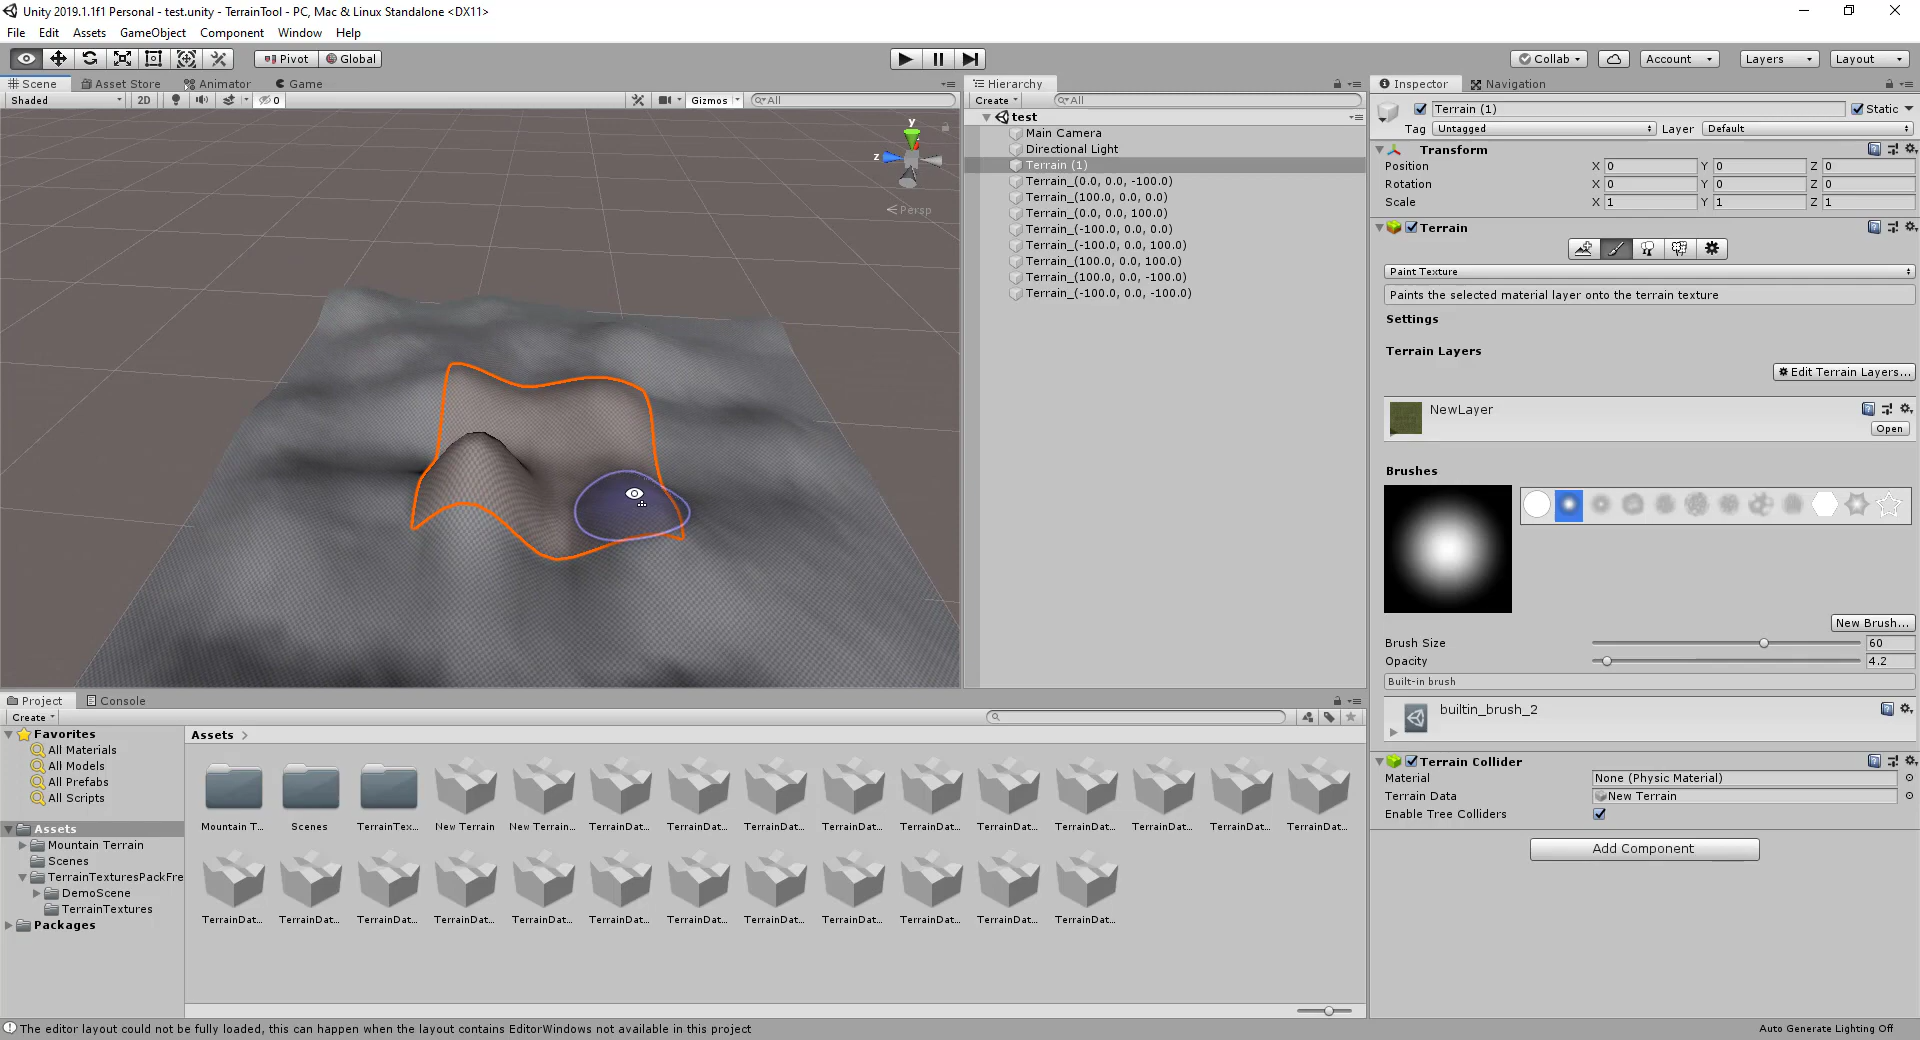 Unity 2019.1.1f1 Personal - test.unity - TerrainTool - PC, Mac & Linux Standalone <DX11>
File Edit Assets GameObject Component Window Help
Pivot Global Collab Account Layers Layout
Scene Asset Store Animator Game
Shaded 2D 0 Gizmos All
y
z
Persp
Hierarchy
Create All
test
Main Camera
Directional Light
Terrain (1)
Terrain_(0.0, 0.0, -100.0)
Terrain_(100.0, 0.0, 0.0)
Terrain_(0.0, 0.0, 100.0)
Terrain_(-100.0, 0.0, 0.0)
Terrain_(-100.0, 0.0, 100.0)
Terrain_(100.0, 0.0, 100.0)
Terrain_(100.0, 0.0, -100.0)
Terrain_(-100.0, 0.0, -100.0)
Inspector Navigation
Terrain (1) Static
Tag Untagged Layer Default
Transform
Position X 0 Y 0 Z 0
Rotation X 0 Y 0 Z 0
Scale X 1 Y 1 Z 1
Terrain
Paint Texture
Paints the selected material layer onto the terrain texture
Settings
Terrain Layers
Edit Terrain Layers...
NewLayer
Open
Brushes
New Brush...
Brush Size 60
Opacity 4.2
Built-in brush
builtin_brush_2
Terrain Collider
Material None (Physic Material)
Terrain Data New Terrain
Enable Tree Colliders
Add Component
Project Console
Create
Favorites
All Materials
All Models
All Prefabs
All Scripts
Assets
Mountain Terrain
Scenes
TerrainTexturesPackFre
DemoScene
TerrainTextures
Packages
Assets
Mountain T... Scenes TerrainTex... New Terrain New Terrain... TerrainDat... TerrainDat... TerrainDat... TerrainDat... TerrainDat... TerrainDat... TerrainDat... TerrainDat... TerrainDat... TerrainDat...
TerrainDat... TerrainDat... TerrainDat... TerrainDat... TerrainDat... TerrainDat... TerrainDat... TerrainDat... TerrainDat... TerrainDat... TerrainDat... TerrainDat...
The editor layout could not be fully loaded, this can happen when the layout contains EditorWindows not available in this project
Auto Generate Lighting Off